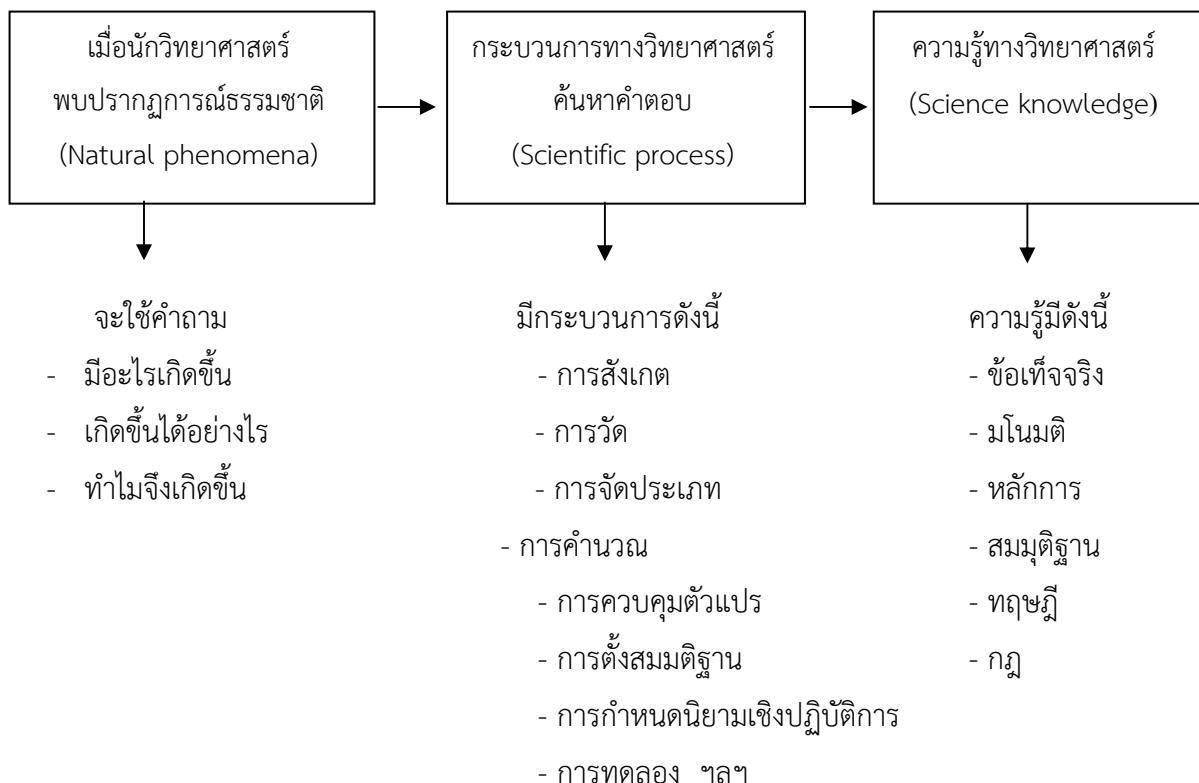 เมื่อนักวิทยาศาสตร์
พบปรากฏการณ์ธรรมชาติ
(Natural phenomena)
กระบวนการทางวิทยาศาสตร์
ค้นหาคำตอบ
(Scientific process)
ความรู้ทางวิทยาศาสตร์
(Science knowledge)
จะใช้คำถาม
- มีอะไรเกิดขึ้น
- เกิดขึ้นได้อย่างไร
- ทำไมจึงเกิดขึ้น
มีกระบวนการดังนี้
- การสังเกต
- การวัด
- การจัดประเภท
- การคำนวณ
- การควบคุมตัวแปร
- การตั้งสมมติฐาน
- การกำหนดนิยามเชิงปฏิบัติการ
- การทดลอง ฯลฯ
ความรู้มีดังนี้
- ข้อเท็จจริง
- มโนมติ
- หลักการ
- สมมุติฐาน
- ทฤษฎี
- กฎ